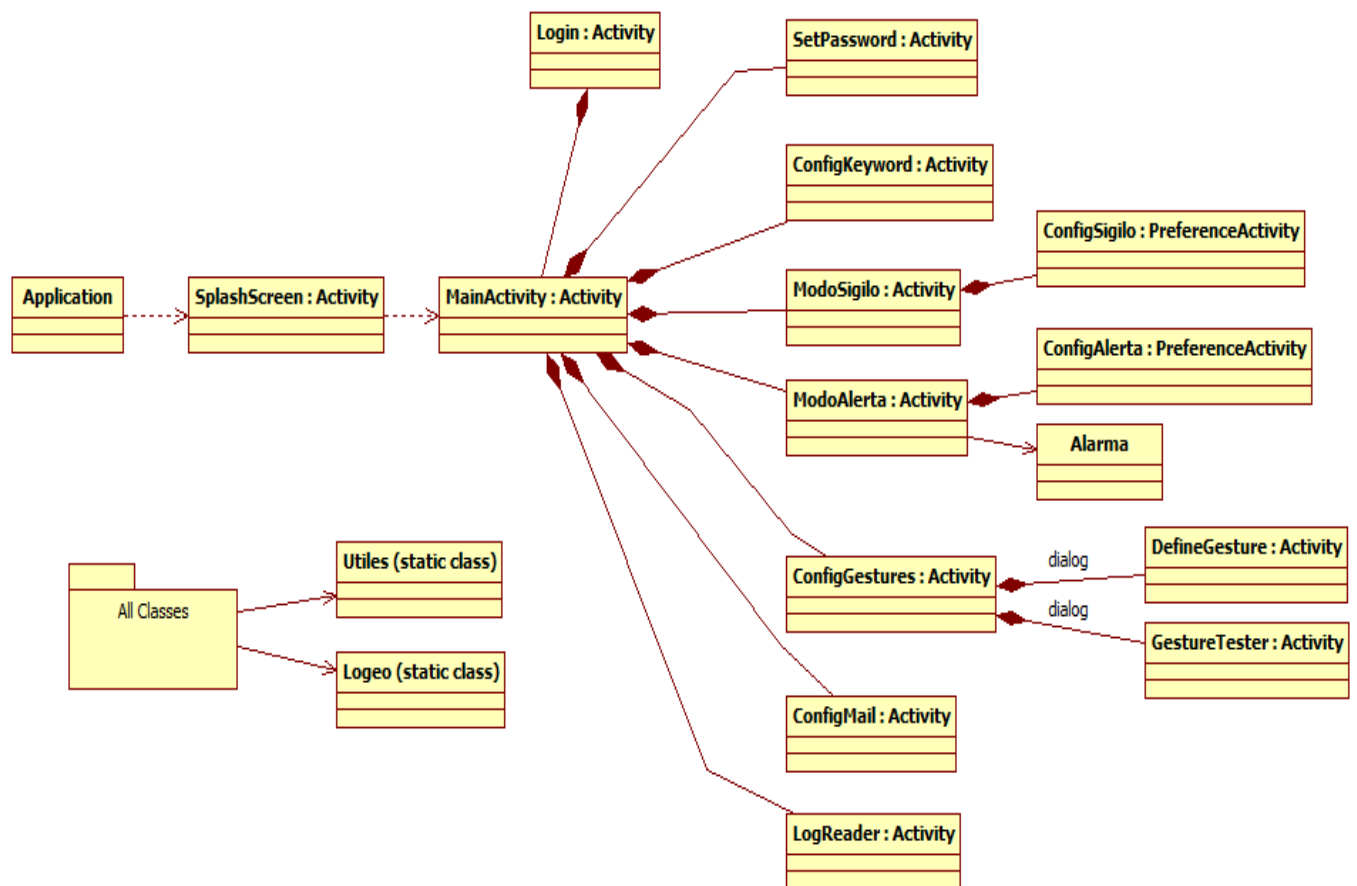 Login : Activity
SetPassword : Activity
ConfigKeyword : Activity
ConfigSigilo : PreferenceActivity
Application
SplashScreen : Activity
MainActivity : Activity
ModoSigilo : Activity
ConfigAlerta : PreferenceActivity
ModoAlerta : Activity
Alarma
Utiles (static class)
All Classes
Logeo (static class)
ConfigGestures : Activity
dialog
DefineGesture : Activity
dialog
GestureTester : Activity
ConfigMail : Activity
LogReader : Activity